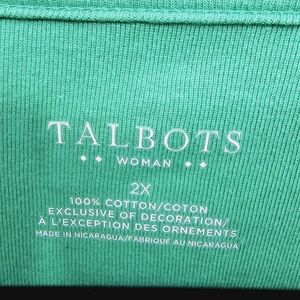 TALBOTS
WOMAN
2X
100% COTTON/COTON
EXCLUSIVE OF DECORATION/
À L'EXCEPTION DES ORNEMENTS
MADE IN NICARAGUA/FABRIQUÉ AU NICARAGUA